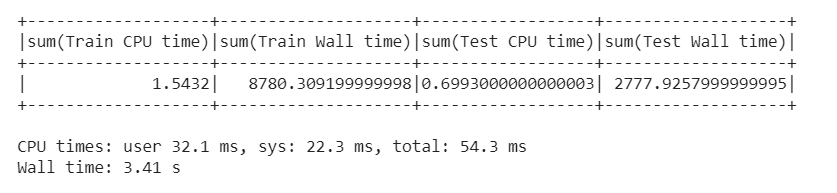 +-------------------+--------------------+------------------+-------------------+
|sum(Train CPU time)|sum(Train Wall time)|sum(Test CPU time)|sum(Test Wall time)|
+-------------------+--------------------+------------------+-------------------+
|             1.5432|   8780.309199999998|0.6993000000000003| 2777.9257999999995|
+-------------------+--------------------+------------------+-------------------+
CPU times: user 32.1 ms, sys: 22.3 ms, total: 54.3 ms
Wall time: 3.41 s